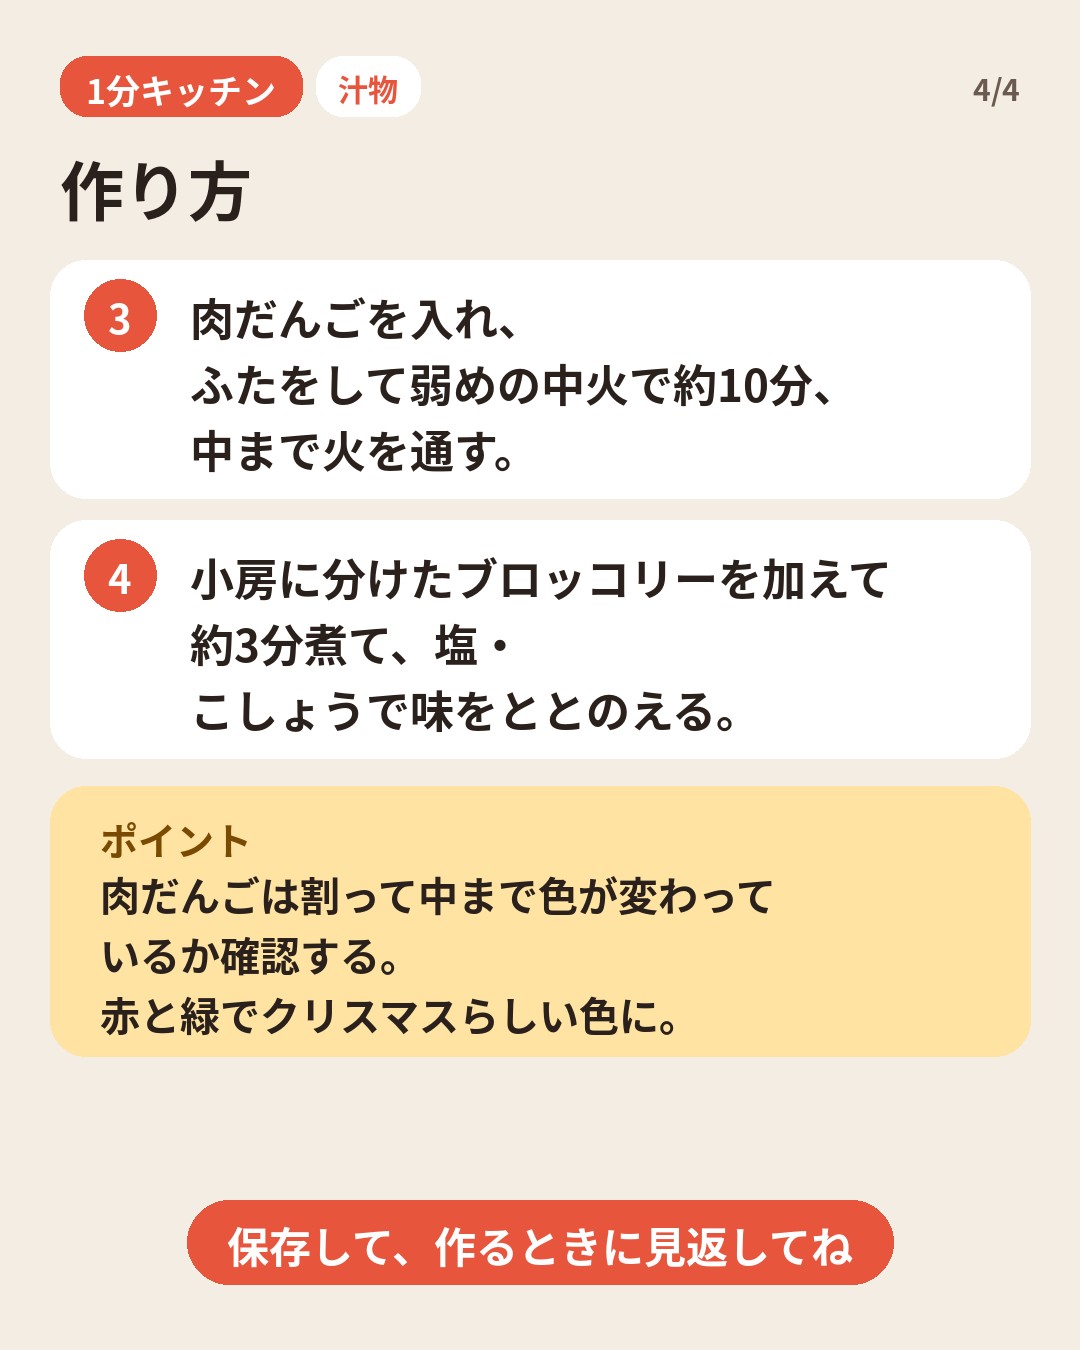 1分キッチン 汁物 4/4
作り方
3 肉だんごを入れ、
ふたをして弱めの中火で約10分、
中まで火を通す。
4 小房に分けたブロッコリーを加えて
約3分煮て、塩・
こしょうで味をととのえる。
ポイント
肉だんごは割って中まで色が変わって
いるか確認する。
赤と緑でクリスマスらしい色に。
保存して、作るときに見返してね